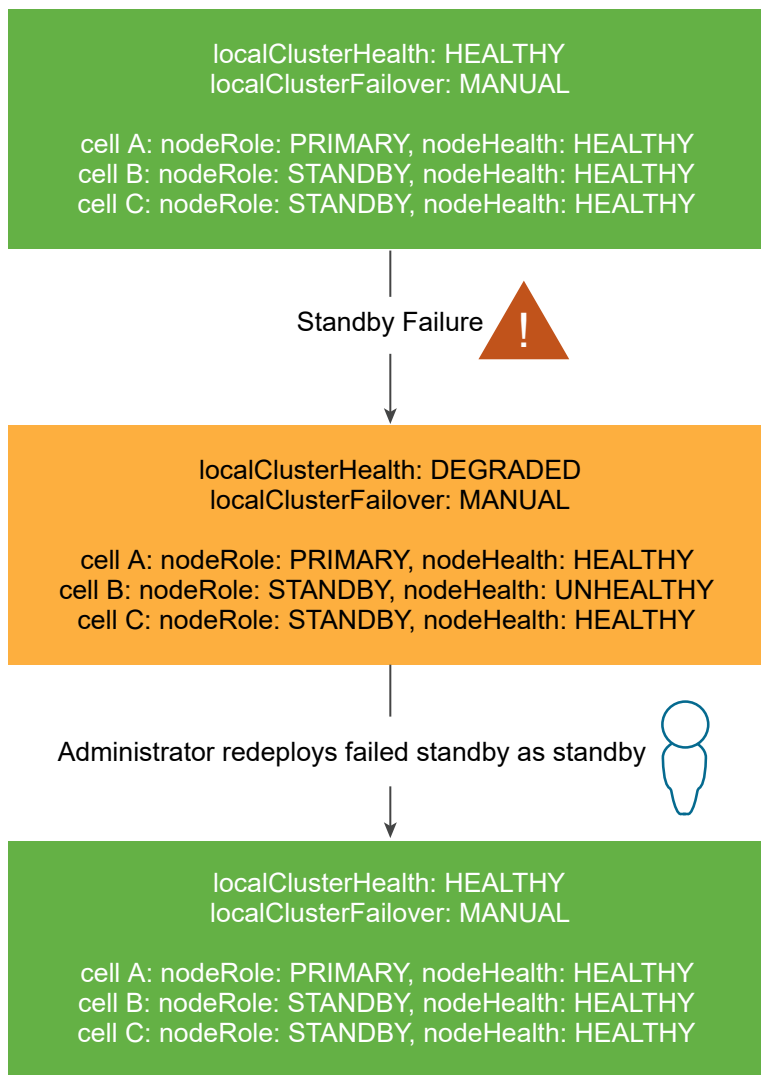 localClusterHealth: HEALTHY
localClusterFailover: MANUAL
cell A: nodeRole: PRIMARY, nodeHealth: HEALTHY
cell B: nodeRole: STANDBY, nodeHealth: HEALTHY
cell C: nodeRole: STANDBY, nodeHealth: HEALTHY
Standby Failure !
localClusterHealth: DEGRADED
localClusterFailover: MANUAL
cell A: nodeRole: PRIMARY, nodeHealth: HEALTHY
cell B: nodeRole: STANDBY, nodeHealth: UNHEALTHY
cell C: nodeRole: STANDBY, nodeHealth: HEALTHY
Administrator redeploys failed standby as standby
localClusterHealth: HEALTHY
localClusterFailover: MANUAL
cell A: nodeRole: PRIMARY, nodeHealth: HEALTHY
cell B: nodeRole: STANDBY, nodeHealth: HEALTHY
cell C: nodeRole: STANDBY, nodeHealth: HEALTHY